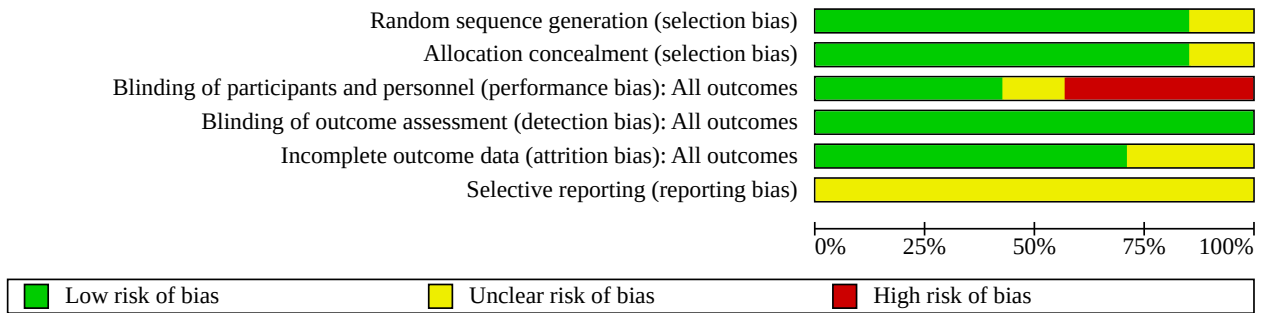 Random sequence generation (selection bias)
Allocation concealment (selection bias)
Blinding of participants and personnel (performance bias): All outcomes
Blinding of outcome assessment (detection bias): All outcomes
Incomplete outcome data (attrition bias): All outcomes
Selective reporting (reporting bias)
0% 25% 50% 75% 100%
Low risk of bias Unclear risk of bias High risk of bias